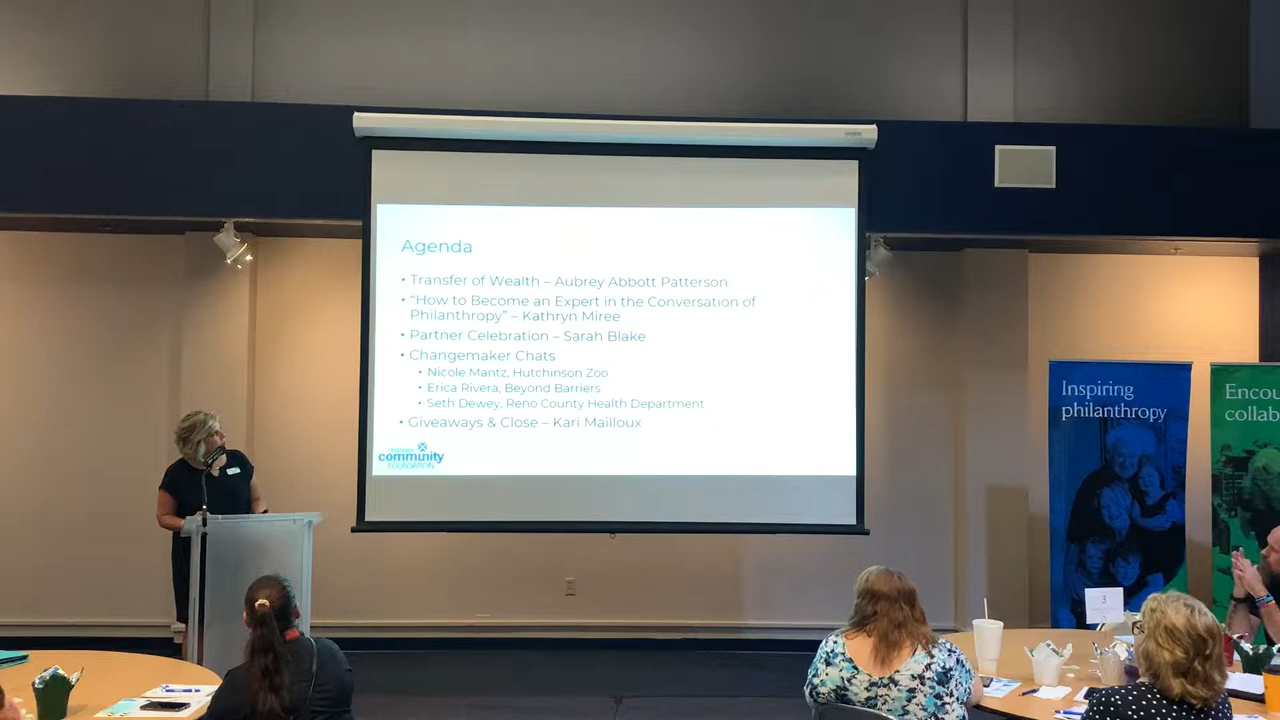 Agenda
• Transfer of Wealth – Aubrey Abbott Patterson
• “How to Become an Expert in the Conversation of
Philanthropy” – Kathryn Miree
• Partner Celebration – Sarah Blake
• Changemaker Chats
• Nicole Mantz, Hutchinson Zoo
• Erica Rivera, Beyond Barriers
• Seth Dewey, Reno County Health Department
• Giveaways & Close – Kari Mailloux
community
FOUNDATION
Inspiring
philanthropy
Encou
collab
3